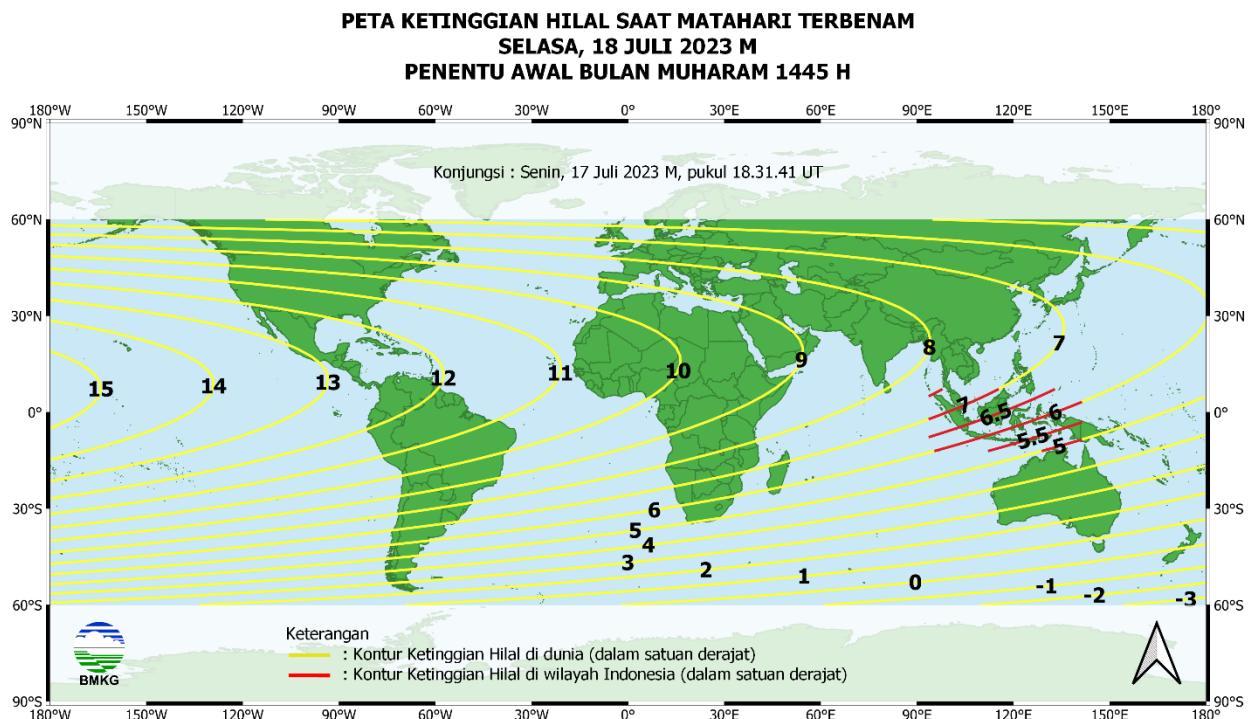 PETA KETINGGIAN HILAL SAAT MATAHARI TERBENAM
SELASA, 18 JULI 2023 M
PENENTU AWAL BULAN MUHARAM 1445 H
180°W 150°W 120°W 90°W 60°W 30°W 0° 30°E 60°E 90°E 120°E 150°E 180°
90°N 90°N
Konjungsi : Senin, 17 Juli 2023 M, pukul 18.31.41 UT
60°N 60°N
30°N 30°N
15 14 13 12 11 10 9 8 7
0° 0°
7 6.5 6 5.5 5
30°S 30°S
6
5
4
3 2 1 0 -1 -2 -3
60°S 60°S
Keterangan
: Kontur Ketinggian Hilal di dunia (dalam satuan derajat)
: Kontur Ketinggian Hilal di wilayah Indonesia (dalam satuan derajat)
BMKG
90°S 90°S
180°W 150°W 120°W 90°W 60°W 30°W 0° 30°E 60°E 90°E 120°E 150°E 180°